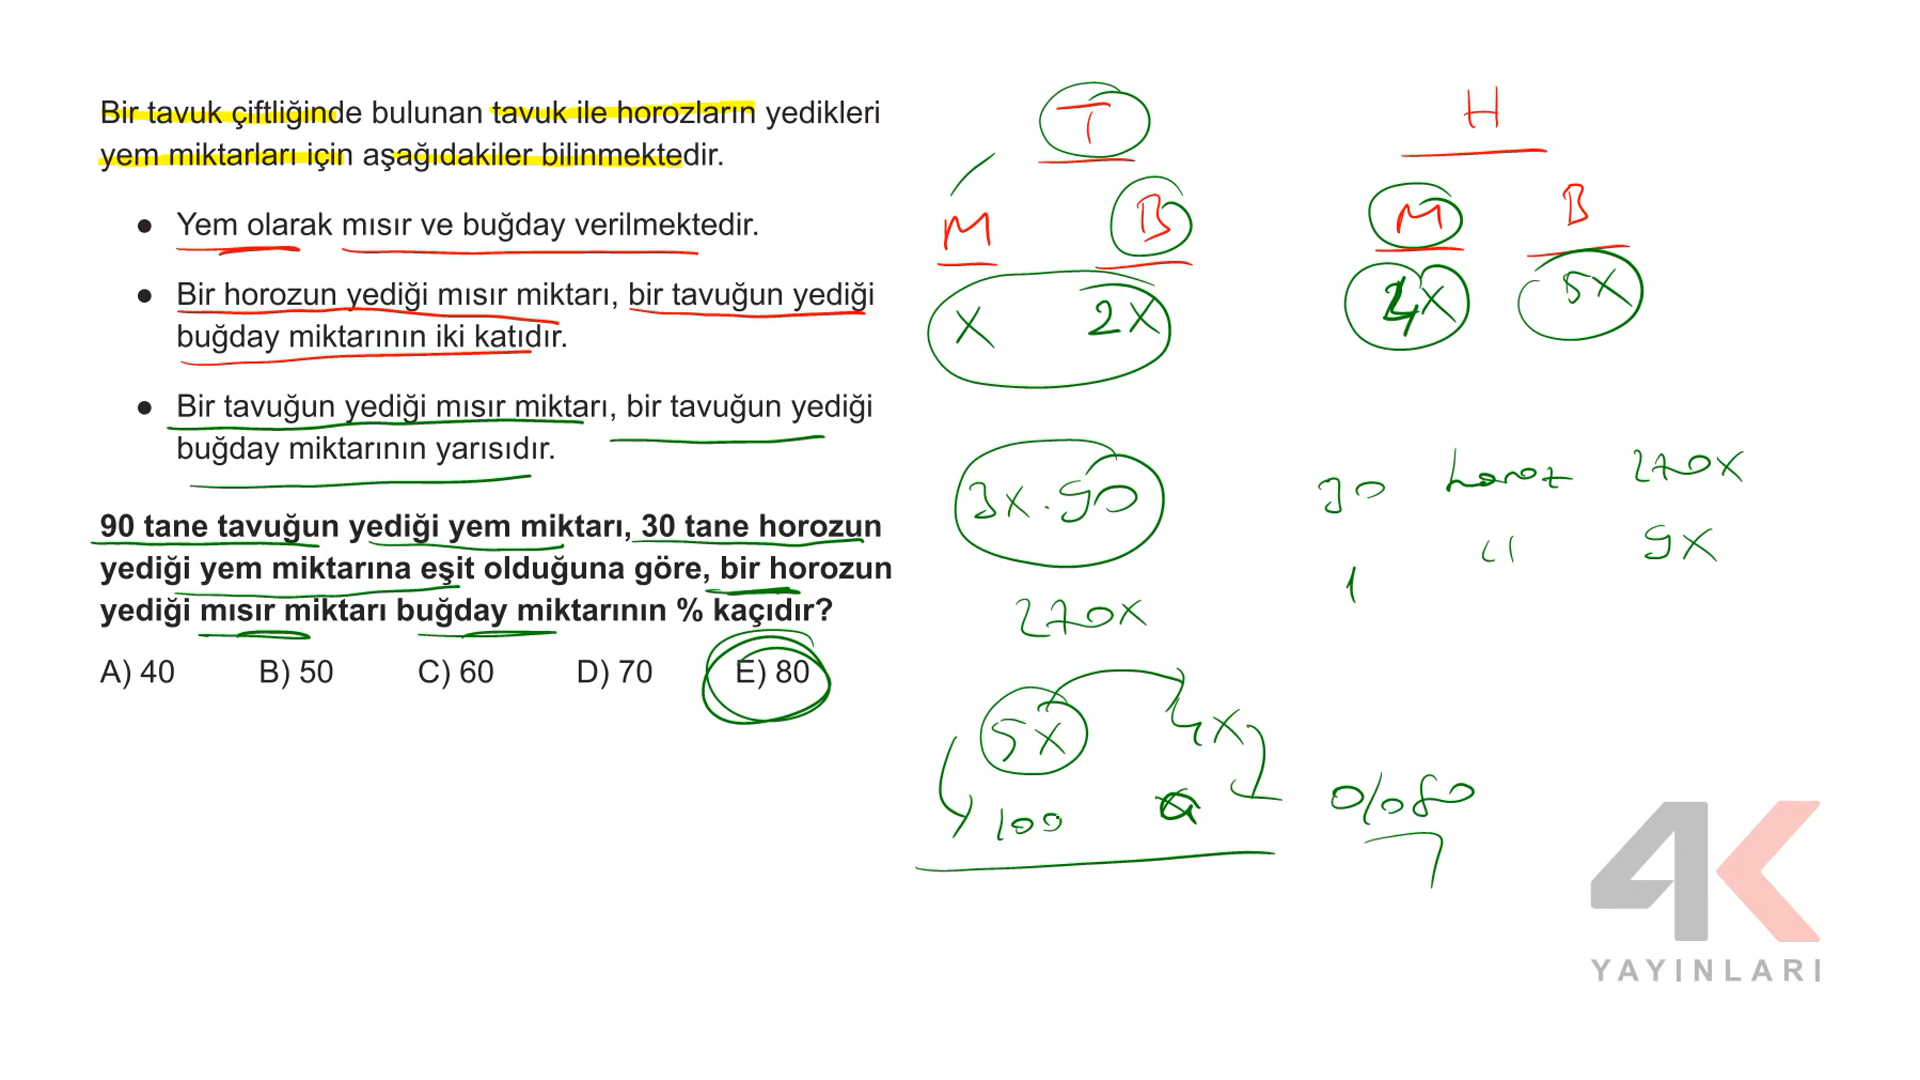 Bir tavuk çiftliğinde bulunan tavuk ile horozların yedikleri
yem miktarları için aşağıdakiler bilinmektedir.
● Yem olarak mısır ve buğday verilmektedir.
● Bir horozun yediği mısır miktarı, bir tavuğun yediği
buğday miktarının iki katıdır.
● Bir tavuğun yediği mısır miktarı, bir tavuğun yediği
buğday miktarının yarısıdır.
90 tane tavuğun yediği yem miktarı, 30 tane horozun
yediği yem miktarına eşit olduğuna göre, bir horozun
yediği mısır miktarı buğday miktarının % kaçıdır?
A) 40 B) 50 C) 60 D) 70 E) 80
T H
M B M B
X 2X 4X 5X
3X.90
270X
30 horoz 270X
1 " 9X
5X 4X
100
%80
4K
YAYINLARI